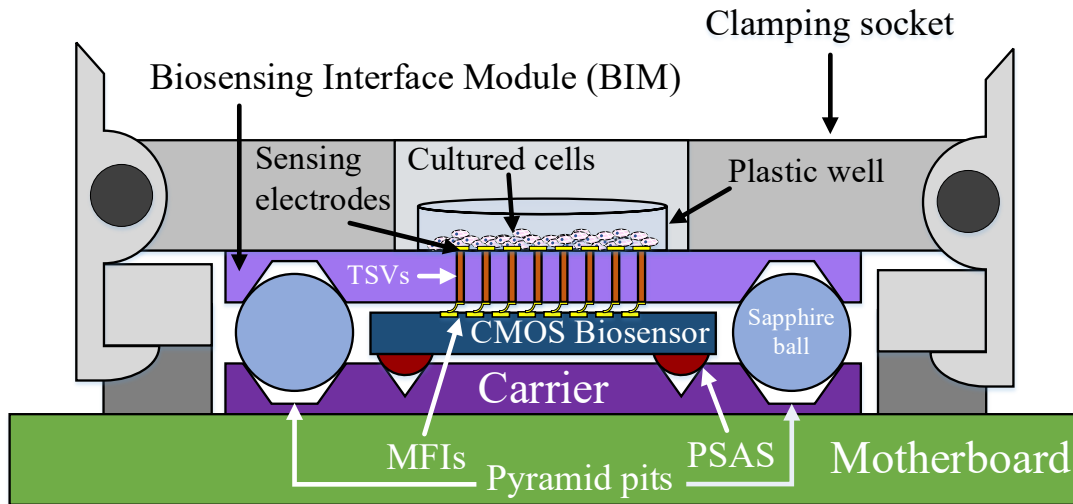 Clamping socket
Biosensing Interface Module (BIM)
Sensing
electrodes
Cultured cells
Plastic well
TSVs
CMOS Biosensor
Sapphire
ball
Carrier
MFIs
PSAS
Pyramid pits
Motherboard